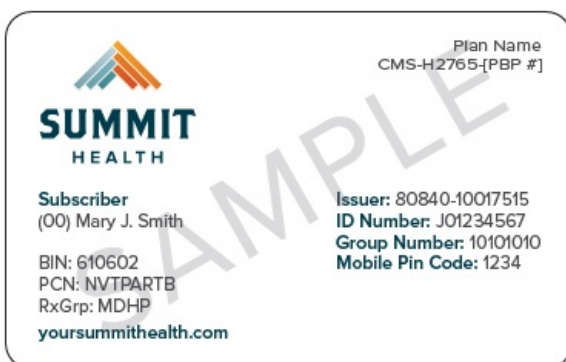 Plan Name
CMS-H2765-[PBP #]
SUMMIT
HEALTH
SAMPLE
Subscriber
(00) Mary J. Smith
BIN: 610602
PCN: NVTPARTB
RxGrp: MDHP
yoursummithealth.com
Issuer: 80840-10017515
ID Number: J01234567
Group Number: 10101010
Mobile Pin Code: 1234